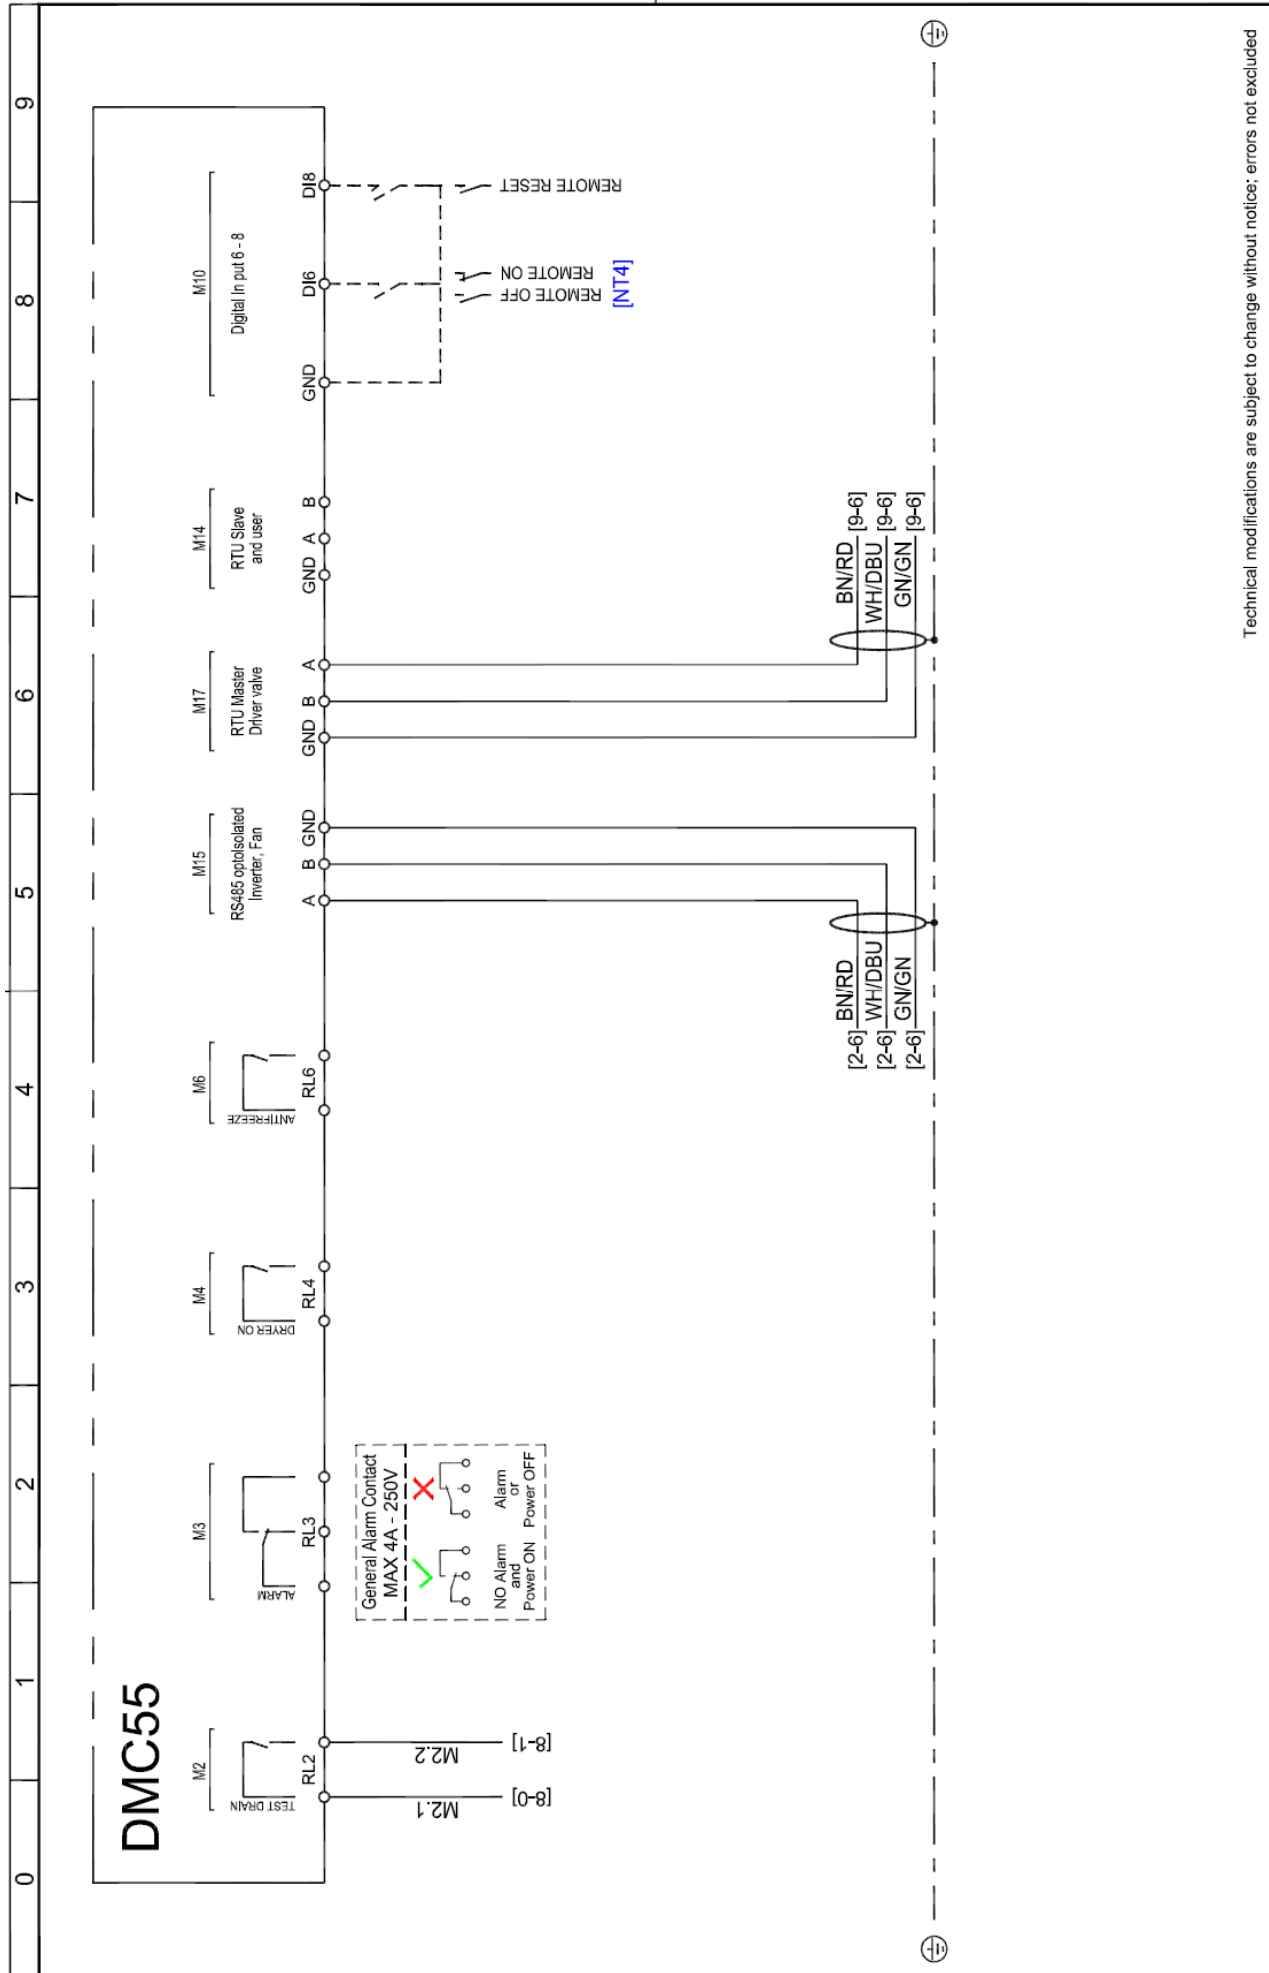 0
1
2
3
4
5
6
7
8
9
DMC55
M2
TEST DRAIN
RL2
M2.1
M2.2
[8-0]
[8-1]
M3
ALARM
RL3
General Alarm Contact
MAX 4A - 250V
NO Alarm
and
Power ON
Alarm
or
Power OFF
M4
DRYER ON
RL4
M6
ANTIFREEZE
RL6
M15
RS485 optoisolated
Inverter, Fan
A
B
GND
BN/RD
WH/DBU
GN/GN
[2-6]
[2-6]
[2-6]
M17
RTU Master
Driver valve
GND
B
A
BN/RD
WH/DBU
GN/GN
[9-6]
[9-6]
[9-6]
M14
RTU Slave
and user
GND
A
B
M10
Digital In put 6 - 8
GND
DI6
DI8
REMOTE OFF
REMOTE ON
[NT4]
REMOTE RESET
Technical modifications are subject to change without notice; errors not excluded